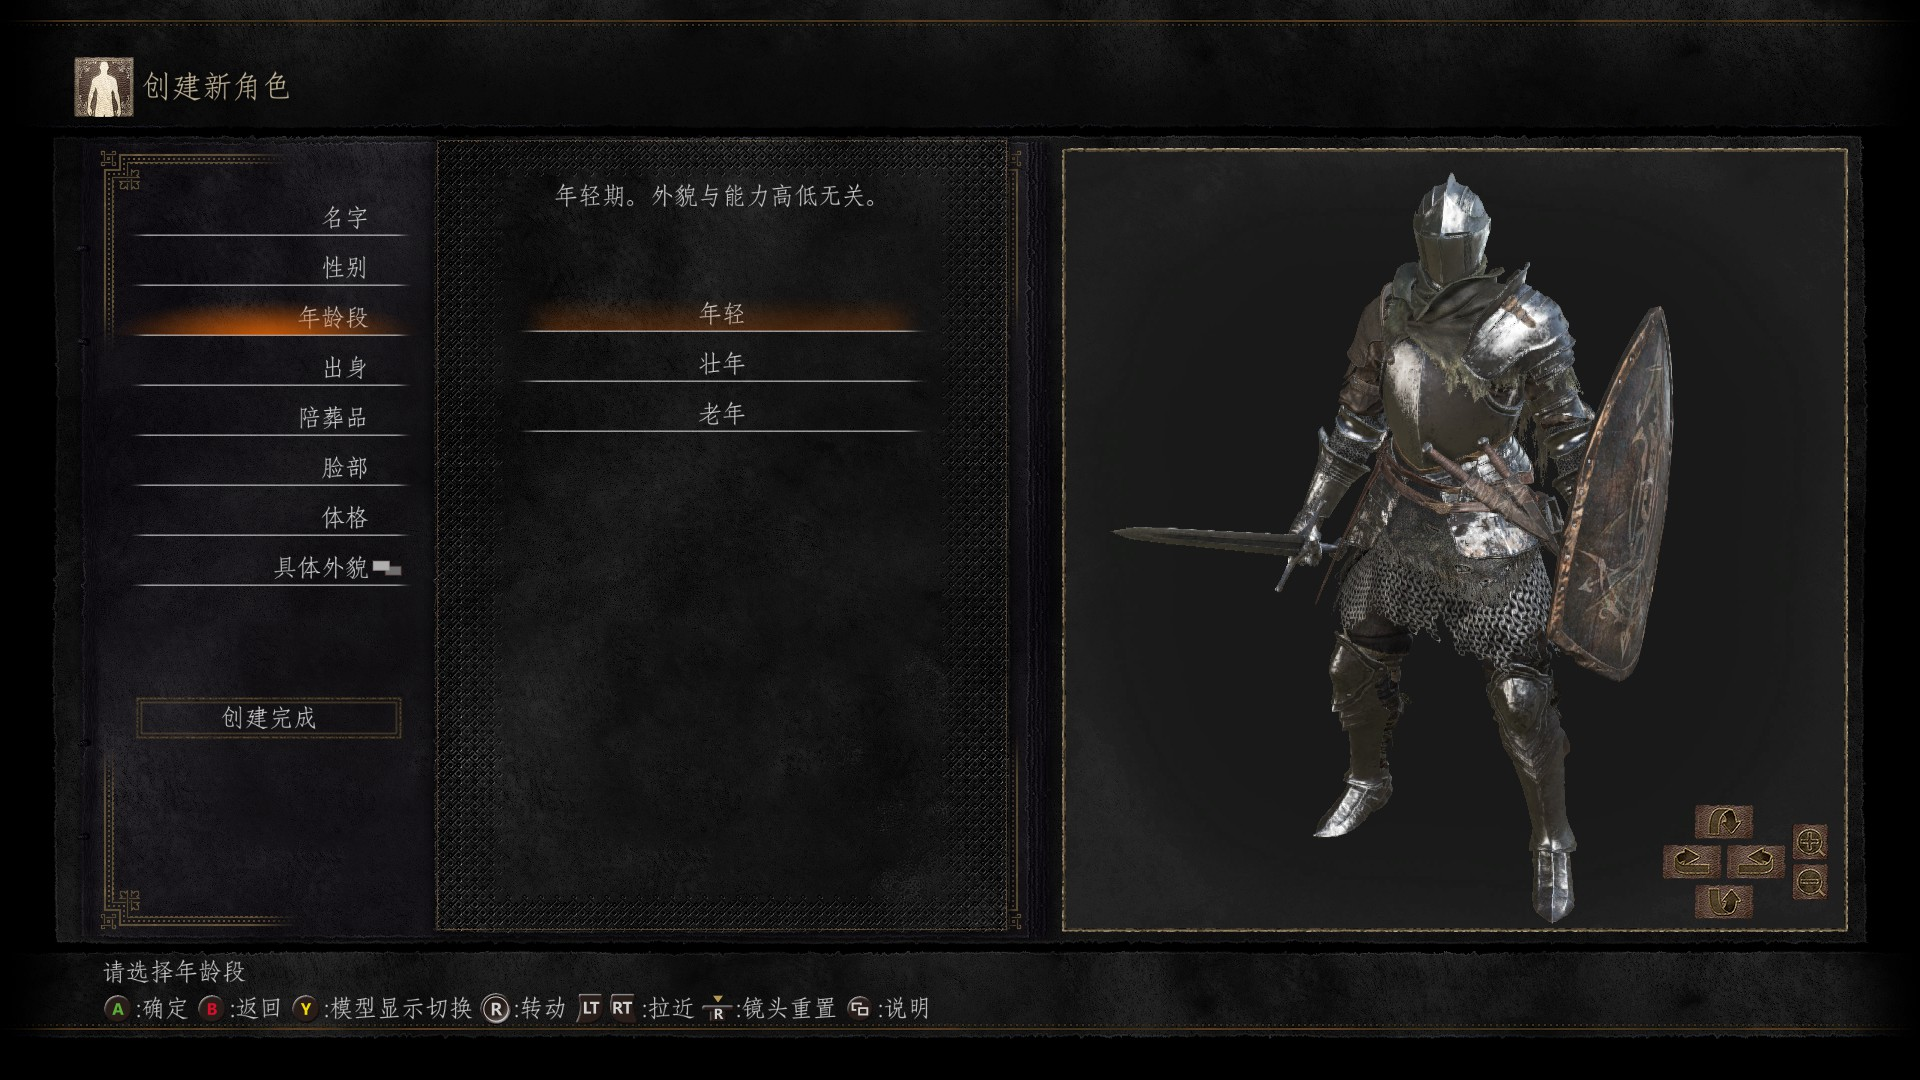 创建新角色
名字
性别
年龄段
出身
陪葬品
脸部
体格
具体外貌
创建完成
年轻期。外貌与能力高低无关。
年轻
壮年
老年
请选择年龄段
A:确定 B:返回 Y:模型显示切换 R:转动 LT RT:拉近 R:镜头重置 :说明